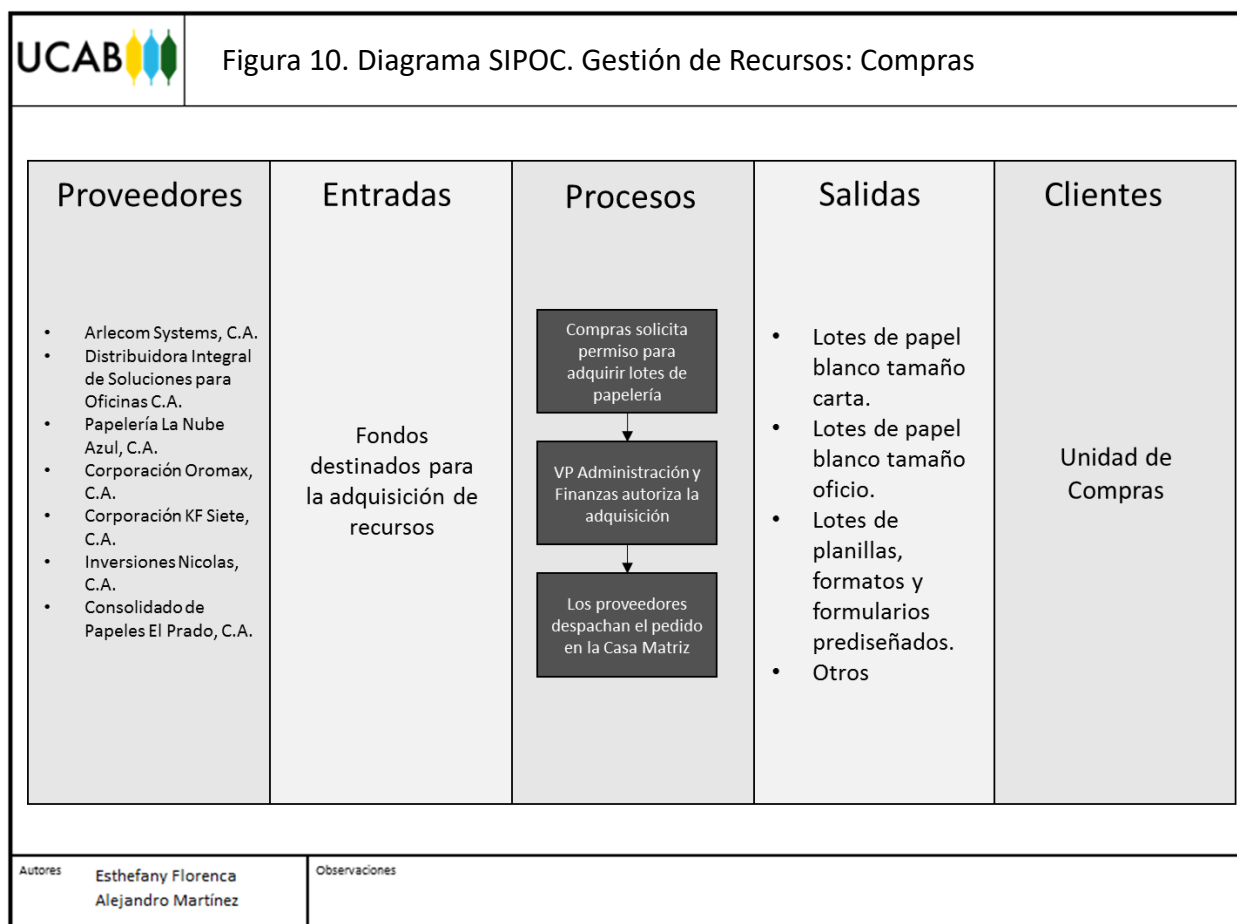 UCAB
Figura 10. Diagrama SIPOC. Gestión de Recursos: Compras
Proveedores
• Arlecom Systems, C.A.
• Distribuidora Integral
de Soluciones para
Oficinas C.A.
• Papelería La Nube
Azul, C.A.
• Corporación Oromax,
C.A.
• Corporación KF Siete,
C.A.
• Inversiones Nicolas,
C.A.
• Consolidado de
Papeles El Prado, C.A.
Entradas
Fondos
destinados para
la adquisición de
recursos
Procesos
Compras solicita
permiso para
adquirir lotes de
papelería
VP Administración y
Finanzas autoriza la
adquisición
Los proveedores
despachan el pedido
en la Casa Matriz
Salidas
• Lotes de papel
blanco tamaño
carta.
• Lotes de papel
blanco tamaño
oficio.
• Lotes de
planillas,
formatos y
formularios
prediseñados.
• Otros
Clientes
Unidad de
Compras
Autores
Esthefany Florenca
Alejandro Martínez
Observaciones